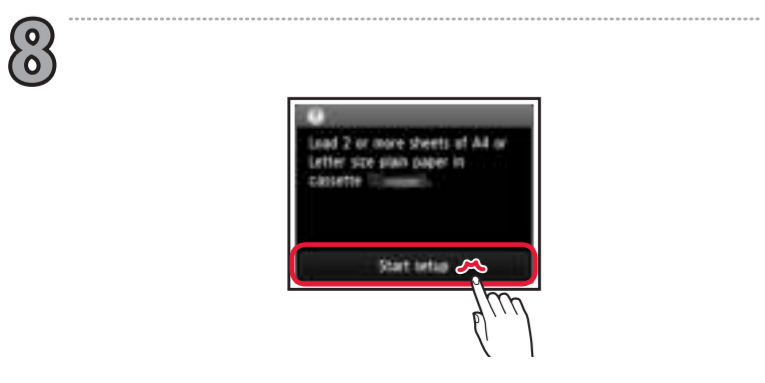 8
Load 2 or more sheets of A4 or
Letter size plain paper in
cassette
Start setup